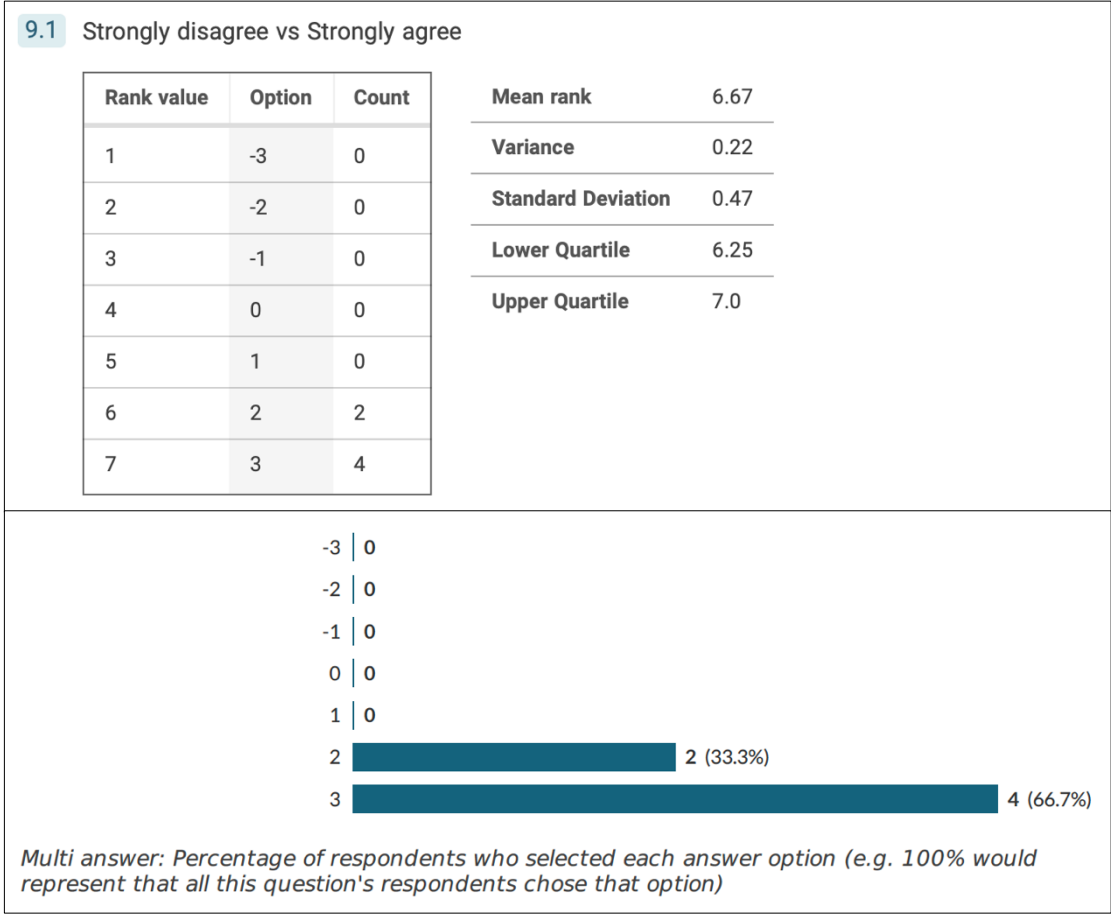 9.1 Strongly disagree vs Strongly agree
Rank value Option Count
1 -3 0
2 -2 0
3 -1 0
4 0 0
5 1 0
6 2 2
7 3 4
Mean rank 6.67
Variance 0.22
Standard Deviation 0.47
Lower Quartile 6.25
Upper Quartile 7.0
-3 0
-2 0
-1 0
0 0
1 0
2 2 (33.3%)
3 4 (66.7%)
Multi answer: Percentage of respondents who selected each answer option (e.g. 100% would
represent that all this question's respondents chose that option)